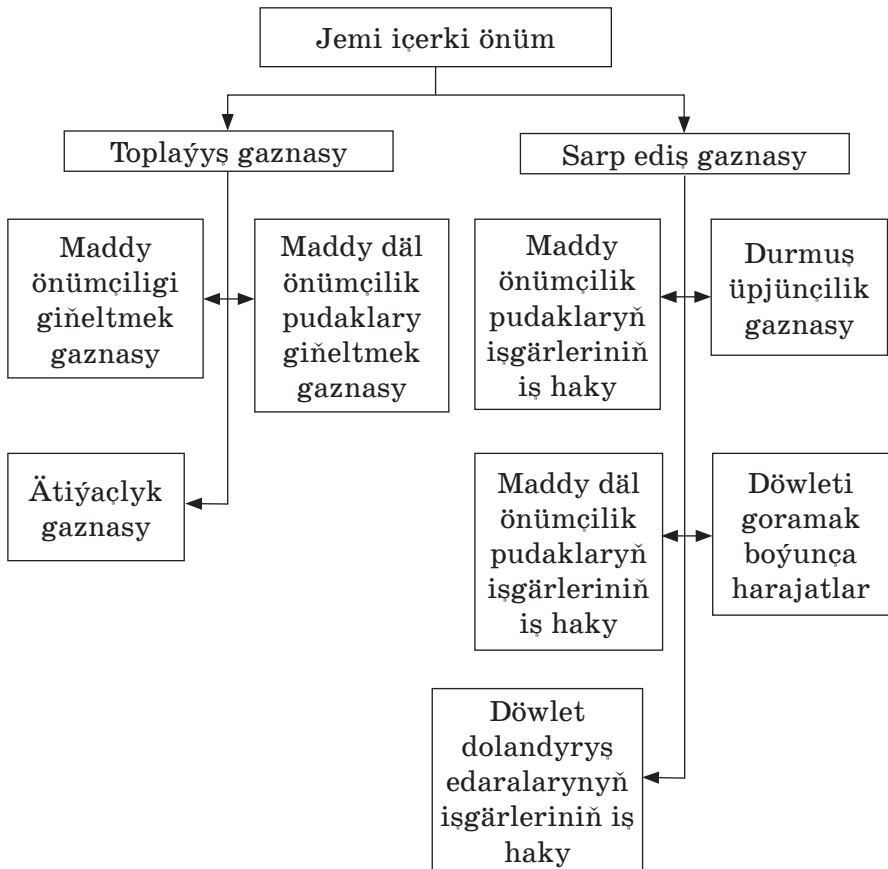 Jemi içerki önüm
Toplaýyş gaznasy
Sarp ediş gaznasy
Maddy
önümçiligi
giňeltmek
gaznasy
Maddy däl
önümçilik
pudaklary
giňeltmek
gaznasy
Maddy
önümçilik
pudaklaryň
işgärleriniň
iş haky
Durmuş
üpjünçilik
gaznasy
Ätiýaçlyk
gaznasy
Maddy däl
önümçilik
pudaklaryň
işgärleriniň
iş haky
Döwleti
goramak
boýunça
harajatlar
Döwlet
dolandyryş
edaralarynyň
işgärleriniň iş
haky